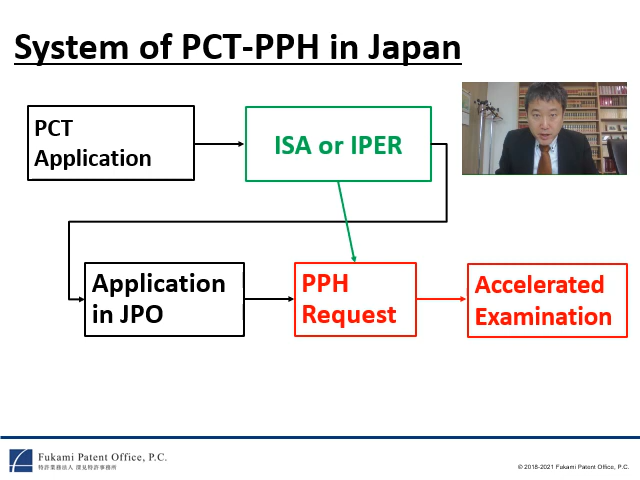 System of PCT-PPH in Japan
PCT
Application
ISA or IPER
Application
in JPO
PPH
Request
Accelerated
Examination
Fukami Patent Office, P.C.
特許業務法人 深見特許事務所
© 2018-2021 Fukami Patent Office, P.C.